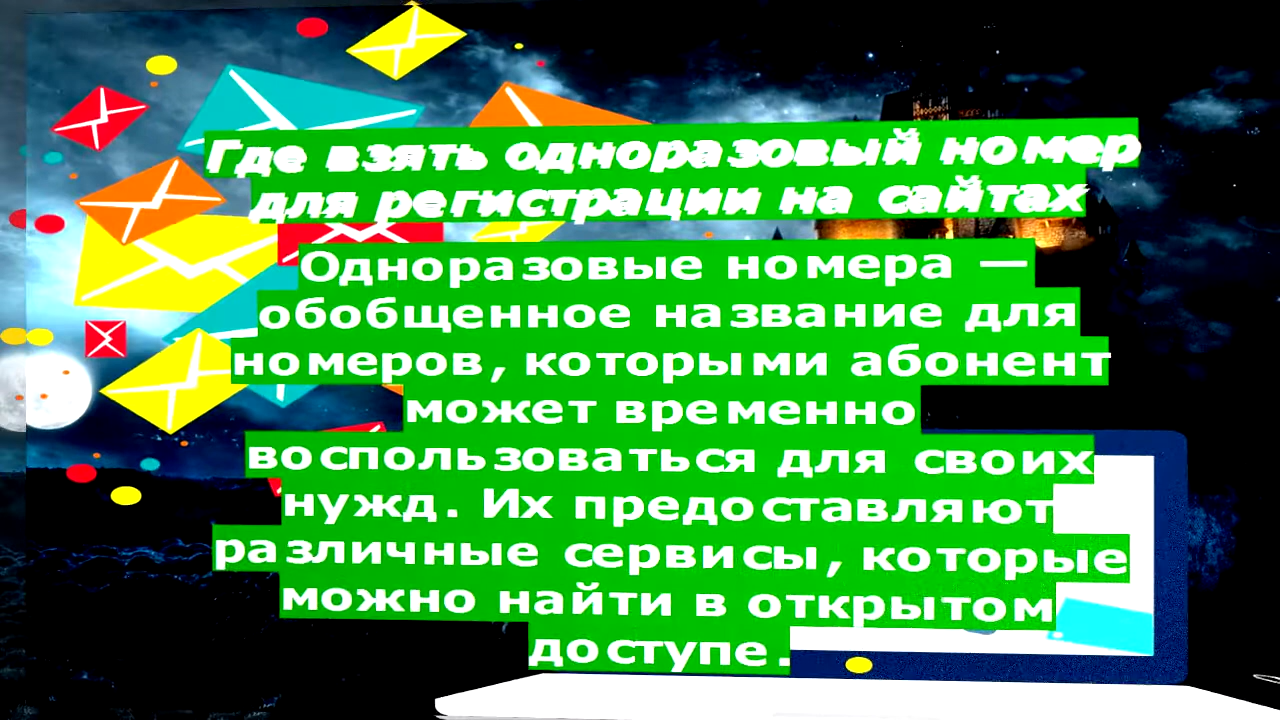 Где взять одноразовый номер
для регистрации на сайтах
Одноразовые номера —
обобщенное название для
номеров, которыми абонент
может временно
воспользоваться для своих
нужд. Их предоставляют
различные сервисы, которые
можно найти в открытом
доступе.